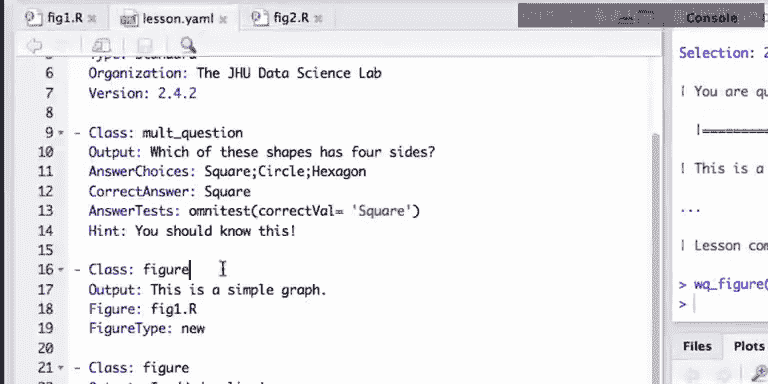 fig1.R
lesson.yaml
fig2.R
Console
6 Organization: The JHU Data Science Lab
7 Version: 2.4.2
8
9 - Class: mult_question
10 Output: Which of these shapes has four sides?
11 AnswerChoices: Square;Circle;Hexagon
12 CorrectAnswer: Square
13 AnswerTests: omnitest(correctVal= 'Square')
14 Hint: You should know this!
15
16 - Class: figure
17 Output: This is a simple graph.
18 Figure: fig1.R
19 FigureType: new
20
21 - Class: figure
Selection: 2
| You are qu
|=========
| This is a
...
| Lesson com
> wq_figure(
>
Files
Plots